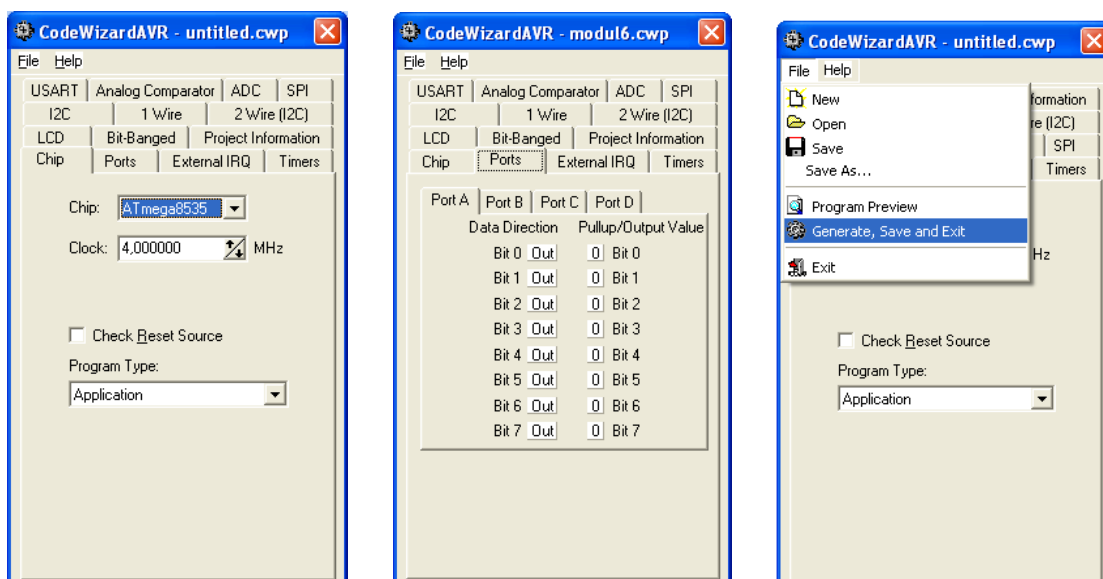 CodeWizardAVR - untitled.cwp
File Help
USART Analog Comparator ADC SPI
I2C 1 Wire 2 Wire (I2C)
LCD Bit-Banged Project Information
Chip Ports External IRQ Timers
Chip: ATmega8535
Clock: 4,000000 MHz
Check Reset Source
Program Type:
Application
CodeWizardAVR - modul6.cwp
File Help
USART Analog Comparator ADC SPI
I2C 1 Wire 2 Wire (I2C)
LCD Bit-Banged Project Information
Chip Ports External IRQ Timers
Port A Port B Port C Port D
Data Direction Pullup/Output Value
Bit 0 Out 0 Bit 0
Bit 1 Out 0 Bit 1
Bit 2 Out 0 Bit 2
Bit 3 Out 0 Bit 3
Bit 4 Out 0 Bit 4
Bit 5 Out 0 Bit 5
Bit 6 Out 0 Bit 6
Bit 7 Out 0 Bit 7
CodeWizardAVR - untitled.cwp
File Help
New
Open
Save
Save As...
Program Preview
Generate, Save and Exit
Exit
formation
re (I2C)
SPI
Timers
Hz
Check Reset Source
Program Type:
Application